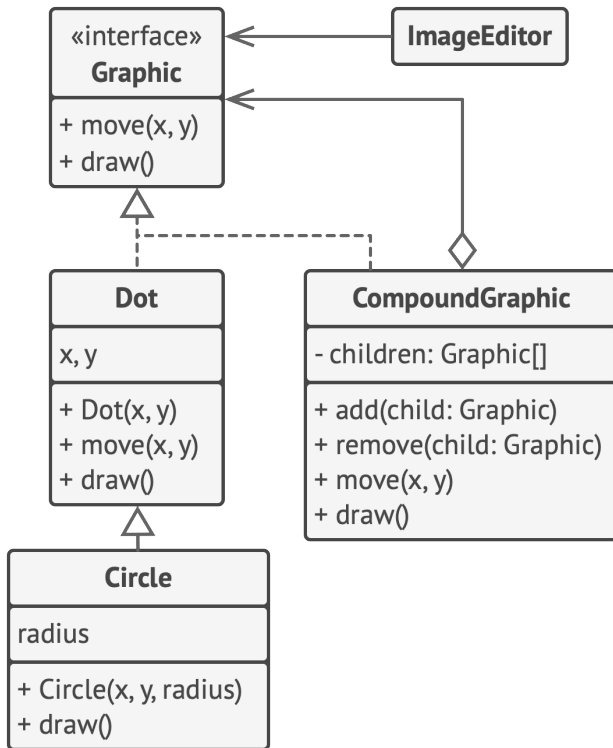 «interface»
Graphic
+ move(x, y)
+ draw()
ImageEditor
Dot
x, y
+ Dot(x, y)
+ move(x, y)
+ draw()
CompoundGraphic
- children: Graphic[]
+ add(child: Graphic)
+ remove(child: Graphic)
+ move(x, y)
+ draw()
Circle
radius
+ Circle(x, y, radius)
+ draw()